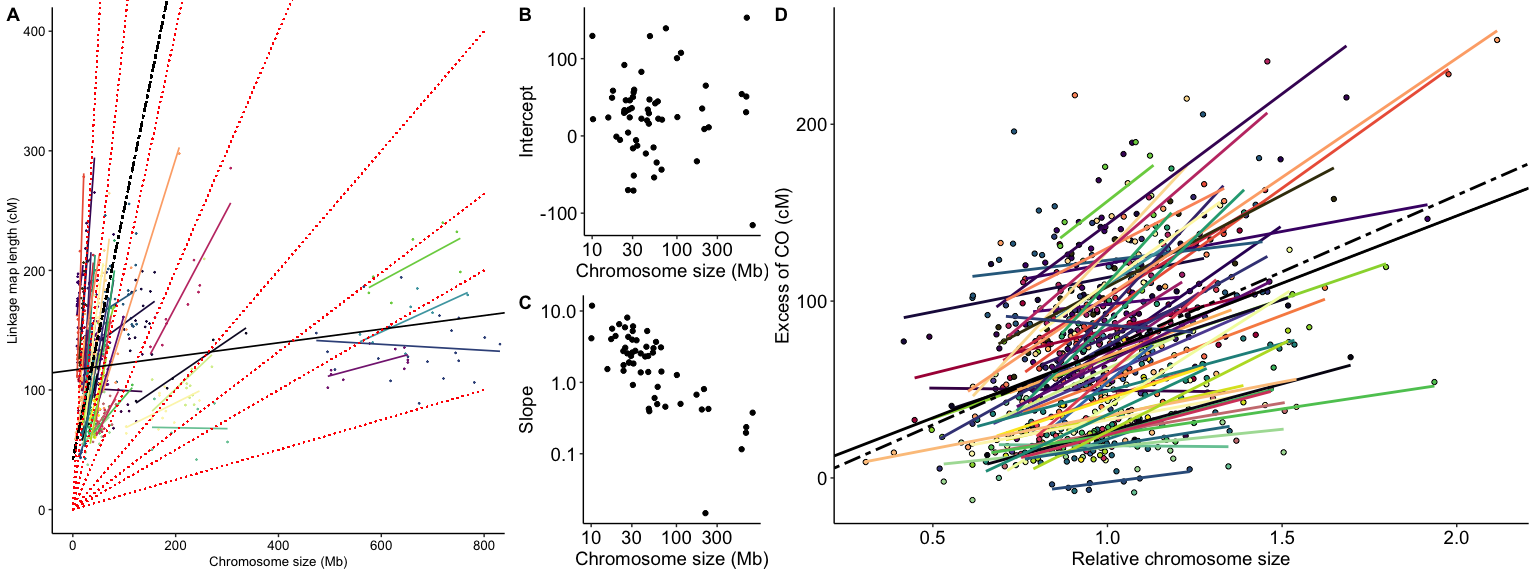 A
Linkage map length (cM)
400
300
200
100
0
0 200 400 600 800
Chromosome size (Mb)
B
Intercept
100
0
-100
10 30 100 300
Chromosome size (Mb)
C
Slope
10.0
1.0
0.1
10 30 100 300
Chromosome size (Mb)
D
Excess of CO (cM)
200
100
0
0.5 1.0 1.5 2.0
Relative chromosome size